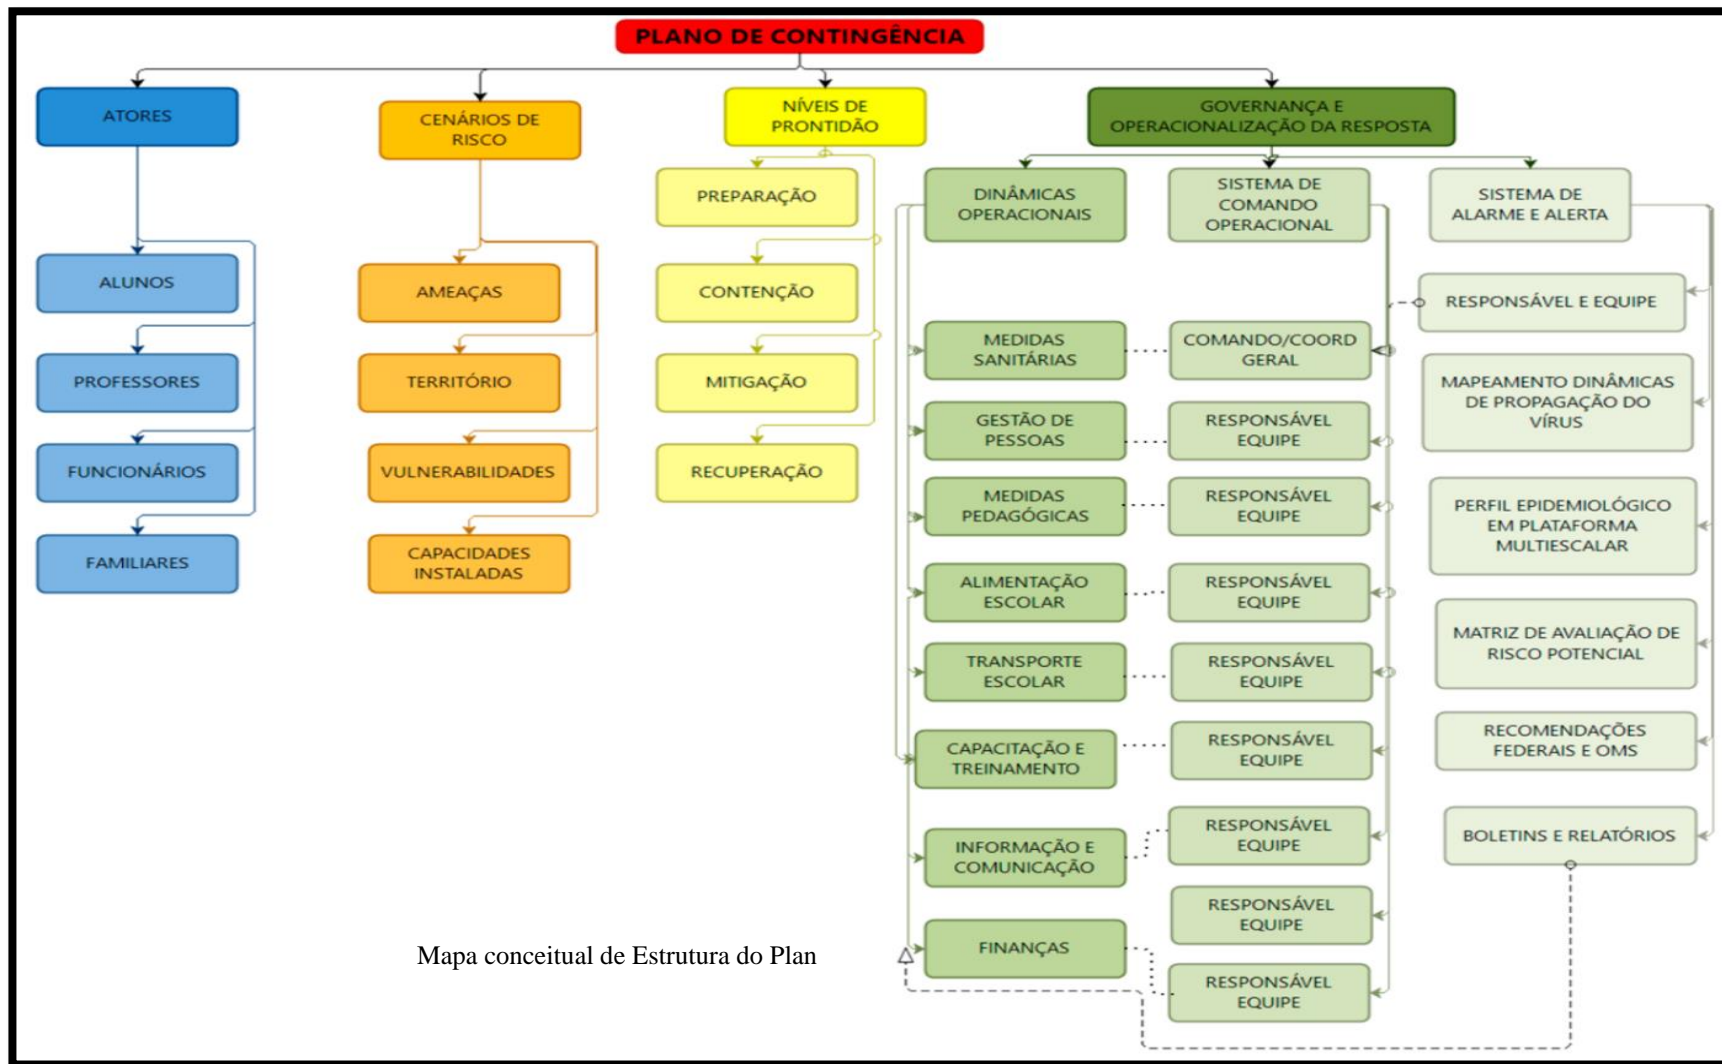 PLANO DE CONTINGÊNCIA
ATORES
ALUNOS
PROFESSORES
FUNCIONÁRIOS
FAMILIARES
CENÁRIOS DE
RISCO
AMEAÇAS
TERRITÓRIO
VULNERABILIDADES
CAPACIDADES
INSTALADAS
NÍVEIS DE
PRONTIDÃO
PREPARAÇÃO
CONTENÇÃO
MITIGAÇÃO
RECUPERAÇÃO
GOVERNANÇA E
OPERACIONALIZAÇÃO DA RESPOSTA
DINÂMICAS
OPERACIONAIS
MEDIDAS
SANITÁRIAS
GESTÃO DE
PESSOAS
MEDIDAS
PEDAGÓGICAS
ALIMENTAÇÃO
ESCOLAR
TRANSPORTE
ESCOLAR
CAPACITAÇÃO E
TREINAMENTO
INFORMAÇÃO E
COMUNICAÇÃO
FINANÇAS
SISTEMA DE
COMANDO
OPERACIONAL
COMANDO/COORD
GERAL
RESPONSÁVEL
EQUIPE
RESPONSÁVEL
EQUIPE
RESPONSÁVEL
EQUIPE
RESPONSÁVEL
EQUIPE
RESPONSÁVEL
EQUIPE
RESPONSÁVEL
EQUIPE
RESPONSÁVEL
EQUIPE
RESPONSÁVEL
EQUIPE
SISTEMA DE
ALARME E ALERTA
RESPONSÁVEL E EQUIPE
MAPEAMENTO DINÂMICAS
DE PROPAGAÇÃO DO
VÍRUS
PERFIL EPIDEMIOLÓGICO
EM PLATAFORMA
MULTIESCALAR
MATRIZ DE AVALIAÇÃO DE
RISCO POTENCIAL
RECOMENDAÇÕES
FEDERAIS E OMS
BOLETINS E RELATÓRIOS
Mapa conceitual de Estrutura do Plan